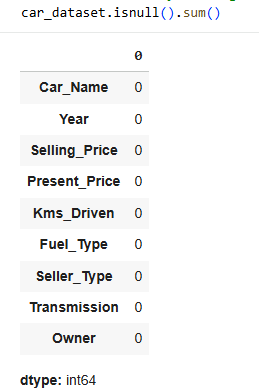 car_dataset.isnull().sum()
0
Car_Name 0
Year 0
Selling_Price 0
Present_Price 0
Kms_Driven 0
Fuel_Type 0
Seller_Type 0
Transmission 0
Owner 0
dtype: int64